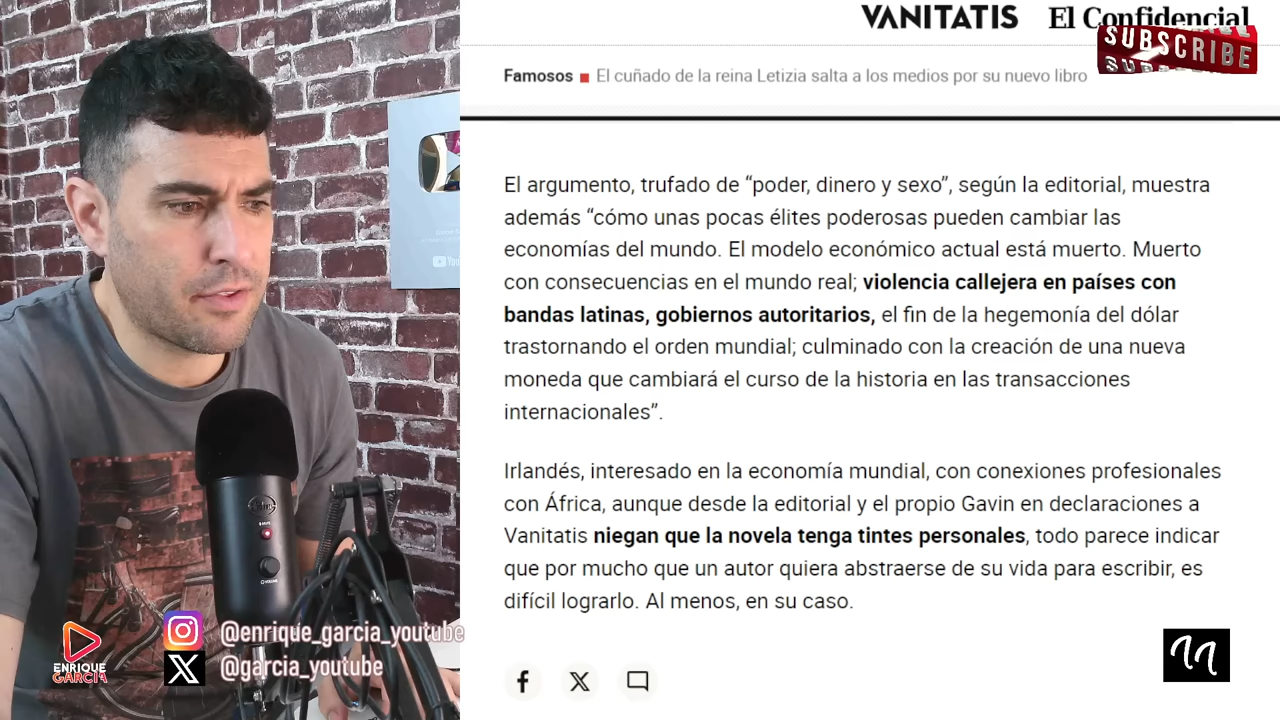 VANITATIS El Confidencial
SUBSCRIBE
Famosos El cuñado de la reina Letizia salta a los medios por su nuevo libro
El argumento, trufado de “poder, dinero y sexo”, según la editorial, muestra
además “cómo unas pocas élites poderosas pueden cambiar las
economías del mundo. El modelo económico actual está muerto. Muerto
con consecuencias en el mundo real; violencia callejera en países con
bandas latinas, gobiernos autoritarios, el fin de la hegemonía del dólar
trastornando el orden mundial; culminado con la creación de una nueva
moneda que cambiará el curso de la historia en las transacciones
internacionales”.
Irlandés, interesado en la economía mundial, con conexiones profesionales
con África, aunque desde la editorial y el propio Gavin en declaraciones a
Vanitatis niegan que la novela tenga tintes personales, todo parece indicar
que por mucho que un autor quiera abstraerse de su vida para escribir, es
difícil lograrlo. Al menos, en su caso.
@enrique_garcia_youtube
@garcia_youtube
ENRIQUE
GARCIA